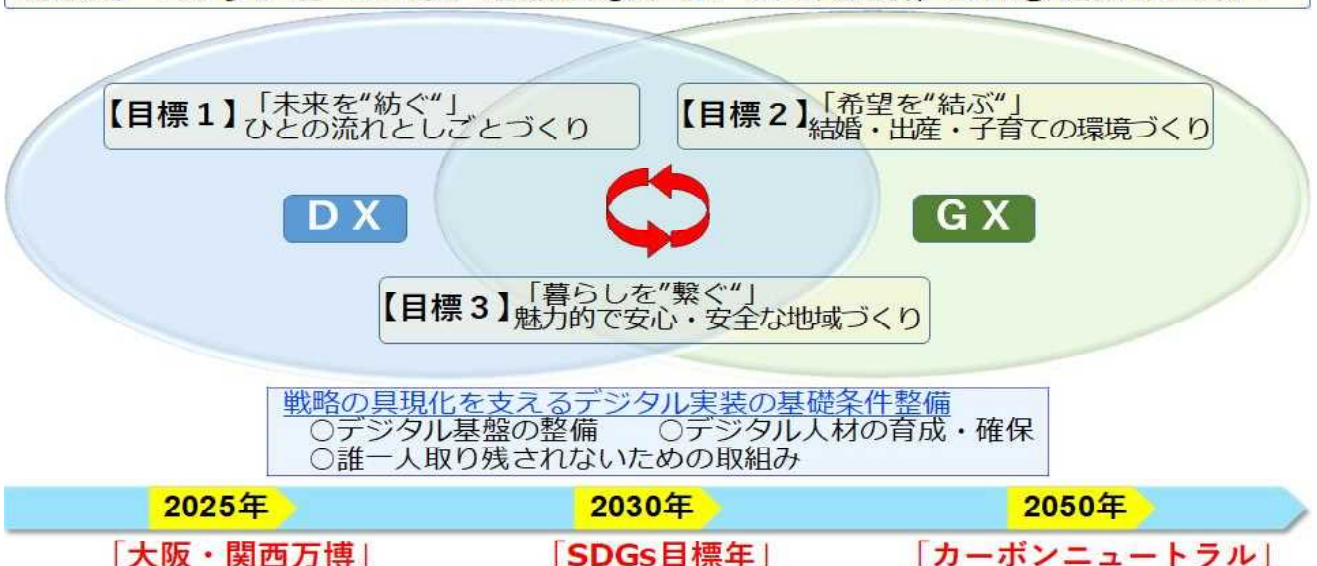 【目標1】「未来を“紡ぐ“」
ひとの流れとしごとづくり
【目標2】「希望を“結ぶ“」
結婚・出産・子育ての環境づくり
DX
GX
【目標3】「暮らしを”繋ぐ“」
魅力的で安心・安全な地域づくり
戦略の具現化を支えるデジタル実装の基礎条件整備
○デジタル基盤の整備 ○デジタル人材の育成・確保
○誰一人取り残されないための取組み
2025年 2030年 2050年
「大阪・関西万博」 「SDGs目標年」 「カーボンニュートラル」